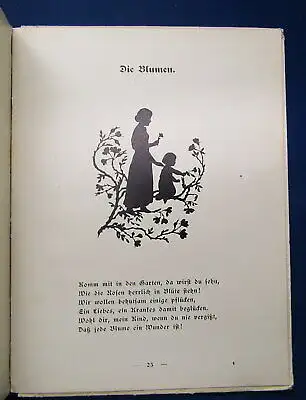 Die Blumen.
Komm mit in den Garten, da wirst du sehn,
Wie die Rosen herrlich in Blüte stehn!
Wir wollen behutsam einige pflücken,
Ein Liebes, ein Krankes damit beglücken.
Wohl dir, mein Kind, wenn du nie vergißt,
Daß jede Blume ein Wunder ist!
— 25 —